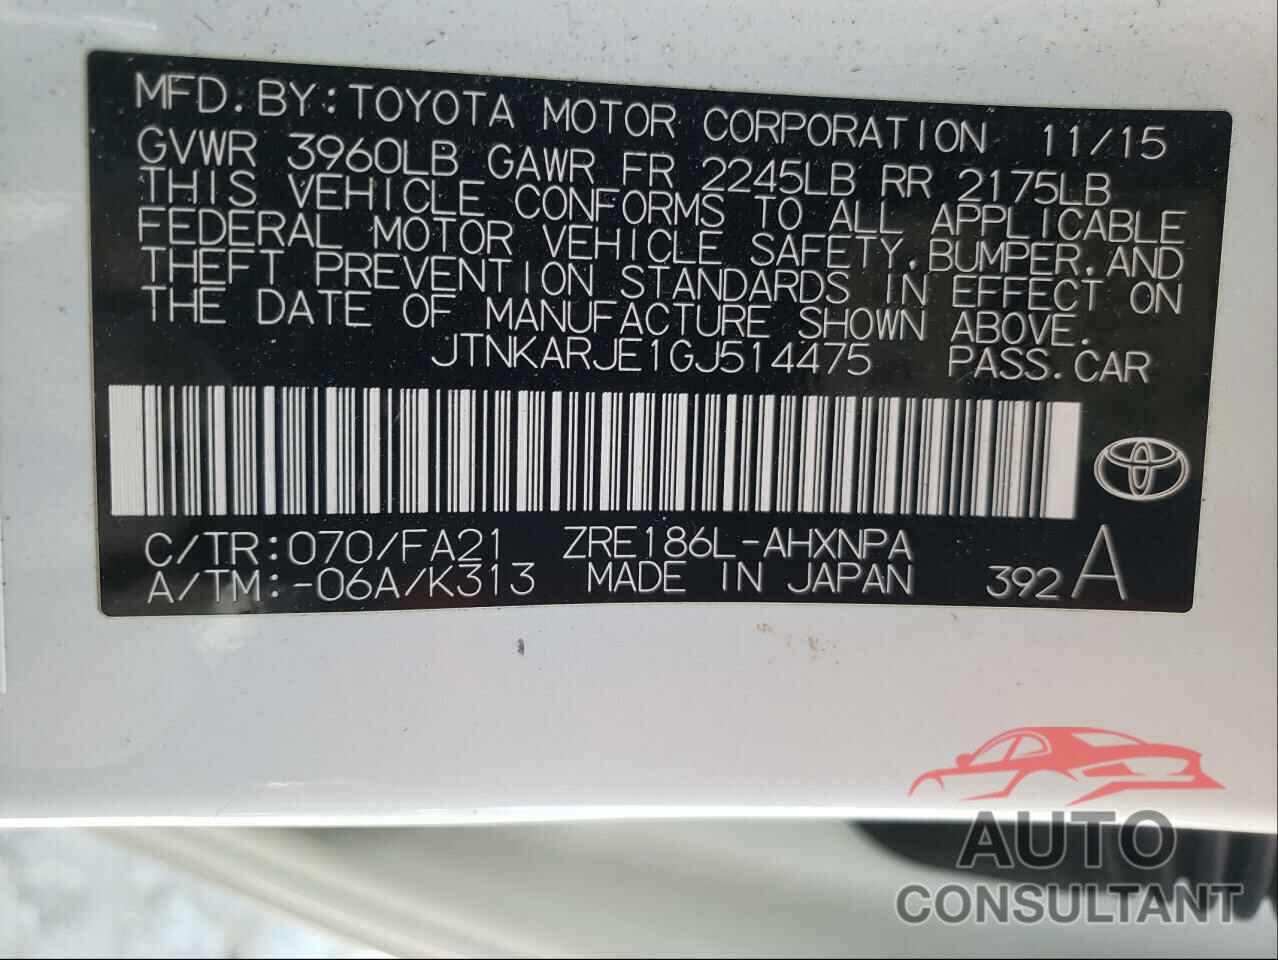 MFD. BY: TOYOTA MOTOR CORPORATION 11/15
GVWR 3960LB GAWR FR 2245LB RR 2175LB
THIS VEHICLE CONFORMS TO ALL APPLICABLE
FEDERAL MOTOR VEHICLE SAFETY, BUMPER, AND
THEFT PREVENTION STANDARDS IN EFFECT ON
THE DATE OF MANUFACTURE SHOWN ABOVE.
JTNKARJE1GJ514475 PASS. CAR
C/TR: 070/FA21 ZRE186L-AHXNPA
A/TM: -06A/K313 MADE IN JAPAN 392 A
AUTO
CONSULTANT